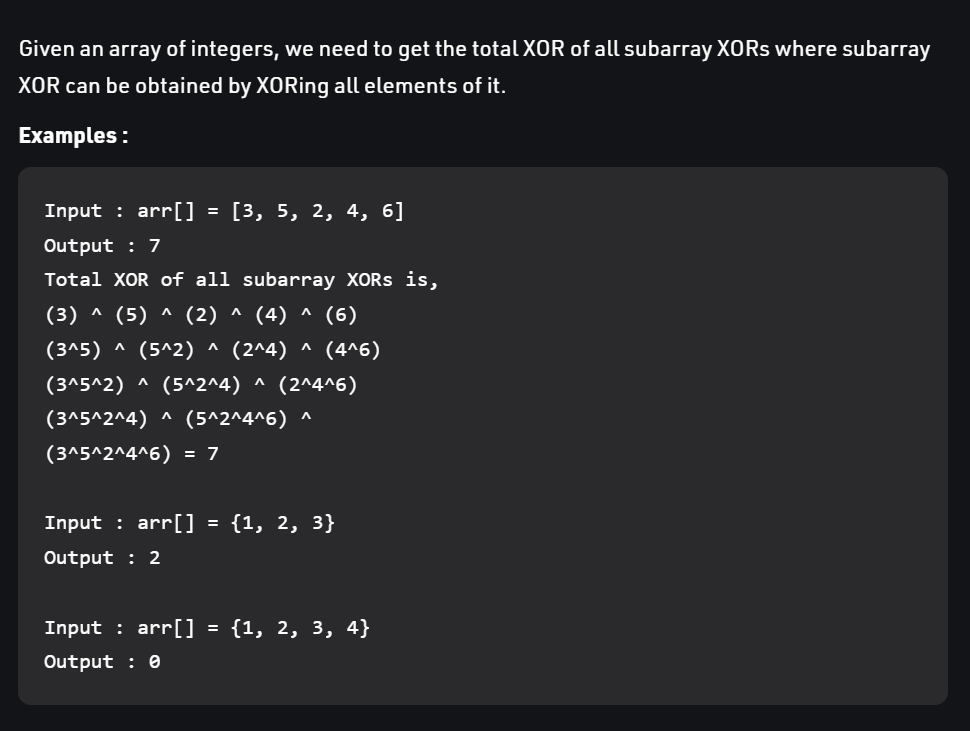 Given an array of integers, we need to get the total XOR of all subarray XORs where subarray
XOR can be obtained by XORing all elements of it.
Examples :
Input : arr[] = [3, 5, 2, 4, 6]
Output : 7
Total XOR of all subarray XORs is,
(3) ^ (5) ^ (2) ^ (4) ^ (6)
(3^5) ^ (5^2) ^ (2^4) ^ (4^6)
(3^5^2) ^ (5^2^4) ^ (2^4^6)
(3^5^2^4) ^ (5^2^4^6) ^
(3^5^2^4^6) = 7
Input : arr[] = {1, 2, 3}
Output : 2
Input : arr[] = {1, 2, 3, 4}
Output : 0